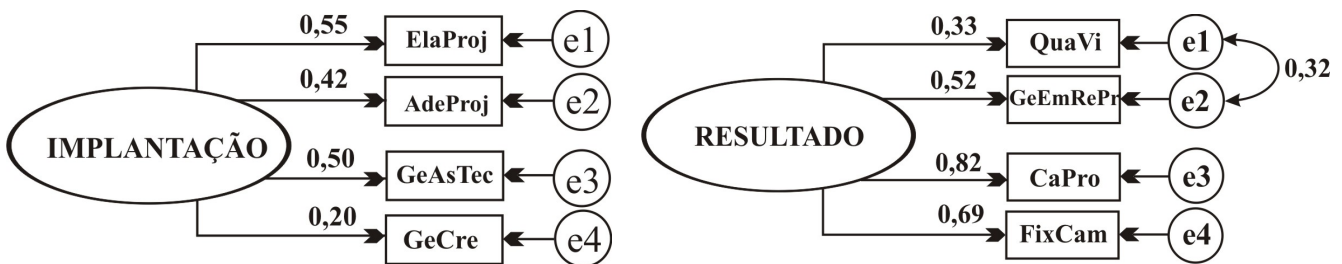 0,55
ElaProj
e1
0,42
AdeProj
e2
IMPLANTAÇÃO
0,50
GeAsTec
e3
0,20
GeCre
e4
0,33
QuaVi
e1
0,32
0,52
GeEmRePr
e2
RESULTADO
0,82
CaPro
e3
0,69
FixCam
e4